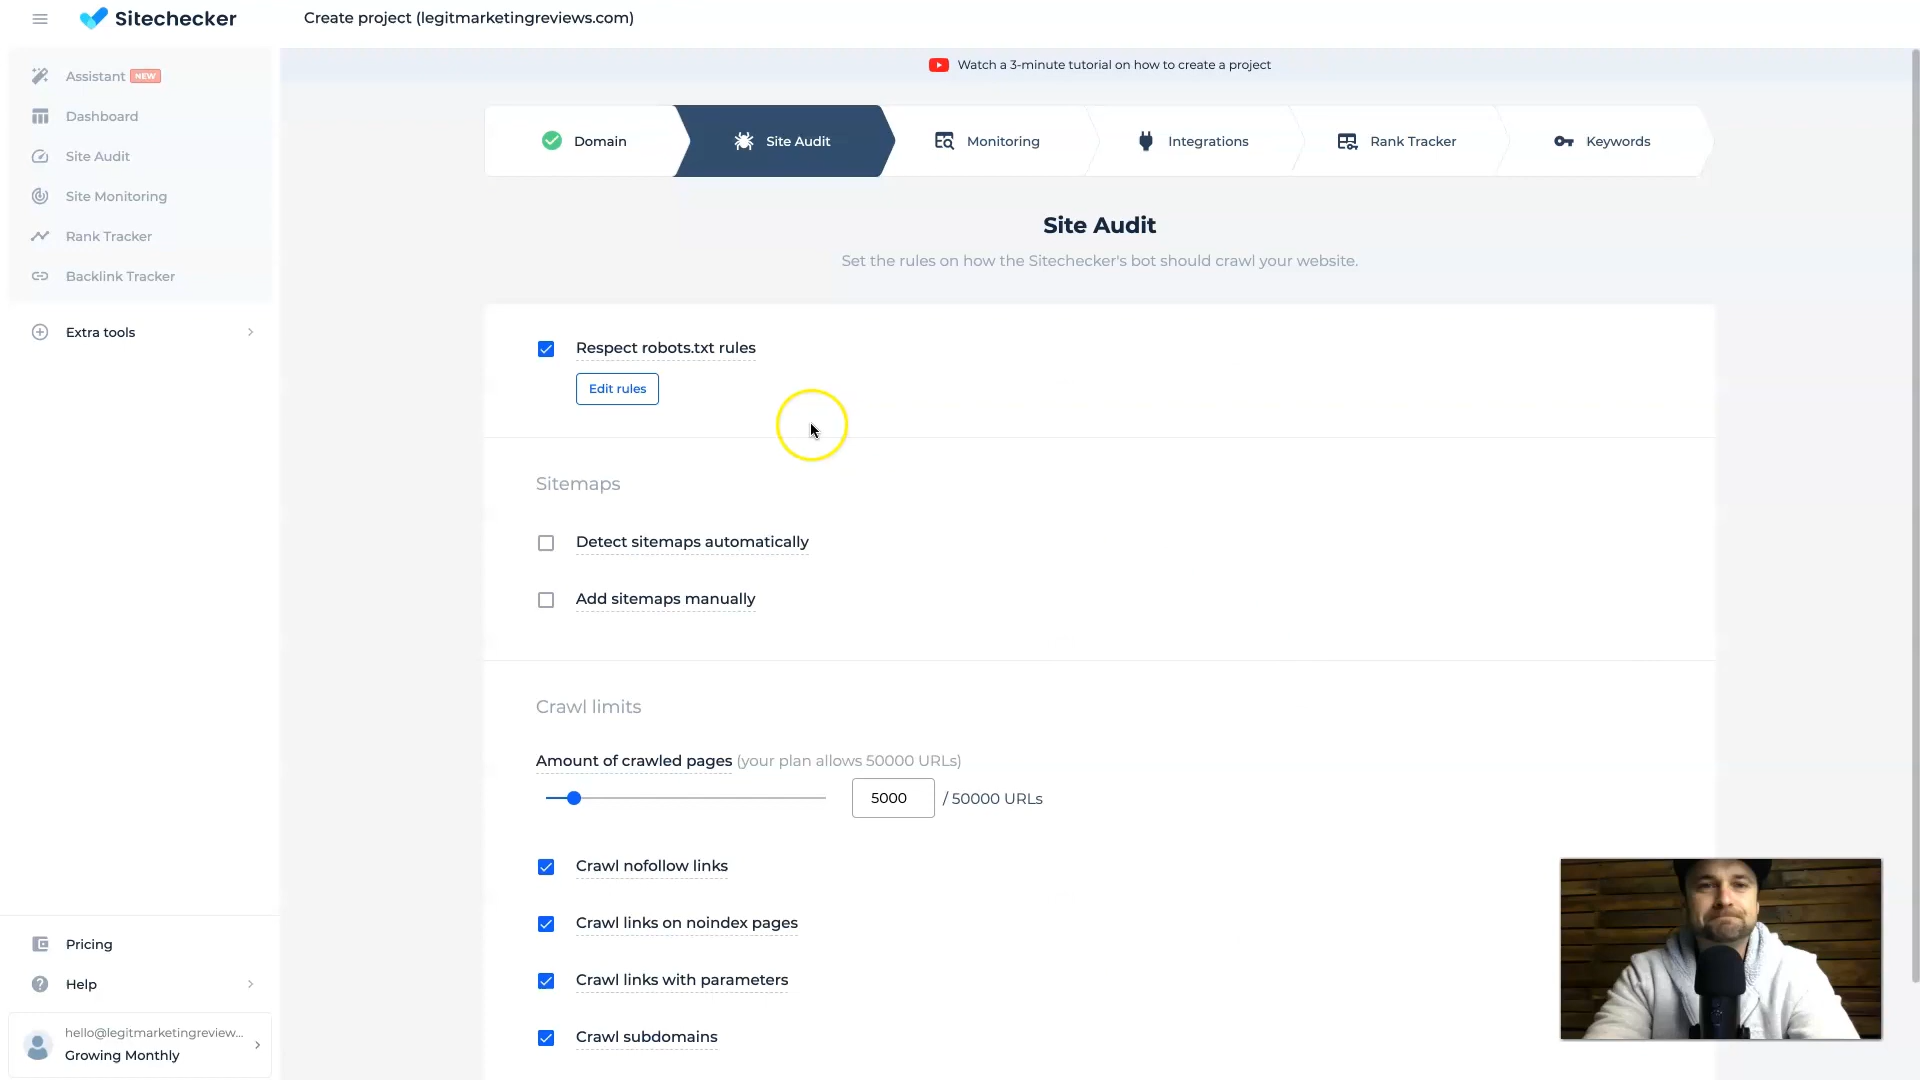 Sitechecker
Create project (legitmarketingreviews.com)
Assistant NEW
Dashboard
Site Audit
Site Monitoring
Rank Tracker
Backlink Tracker
Extra tools
Watch a 3-minute tutorial on how to create a project
Domain
Site Audit
Monitoring
Integrations
Rank Tracker
Keywords
Site Audit
Set the rules on how the Sitechecker's bot should crawl your website.
Respect robots.txt rules
Edit rules
Sitemaps
Detect sitemaps automatically
Add sitemaps manually
Crawl limits
Amount of crawled pages (your plan allows 50000 URLs)
5000 / 50000 URLs
Crawl nofollow links
Crawl links on noindex pages
Crawl links with parameters
Crawl subdomains
Pricing
Help
hello@legitmarketingreview...
Growing Monthly